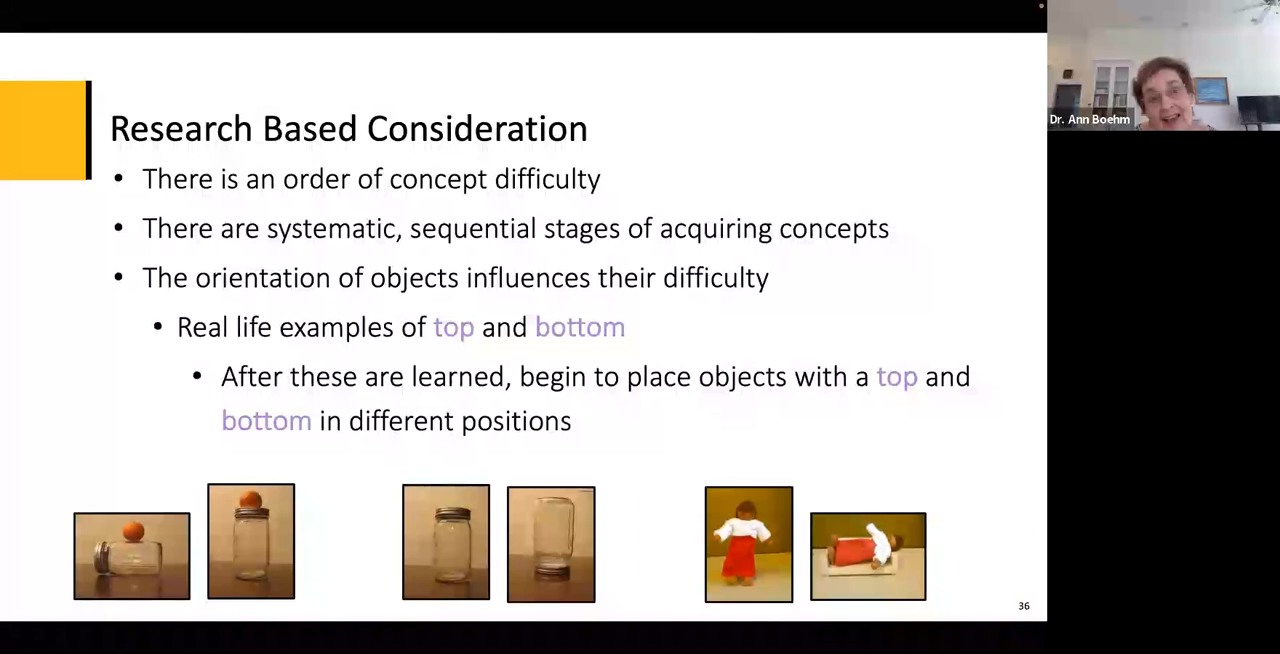 Research Based Consideration
• There is an order of concept difficulty
• There are systematic, sequential stages of acquiring concepts
• The orientation of objects influences their difficulty
• Real life examples of top and bottom
• After these are learned, begin to place objects with a top and
bottom in different positions
36
Dr. Ann Boehm